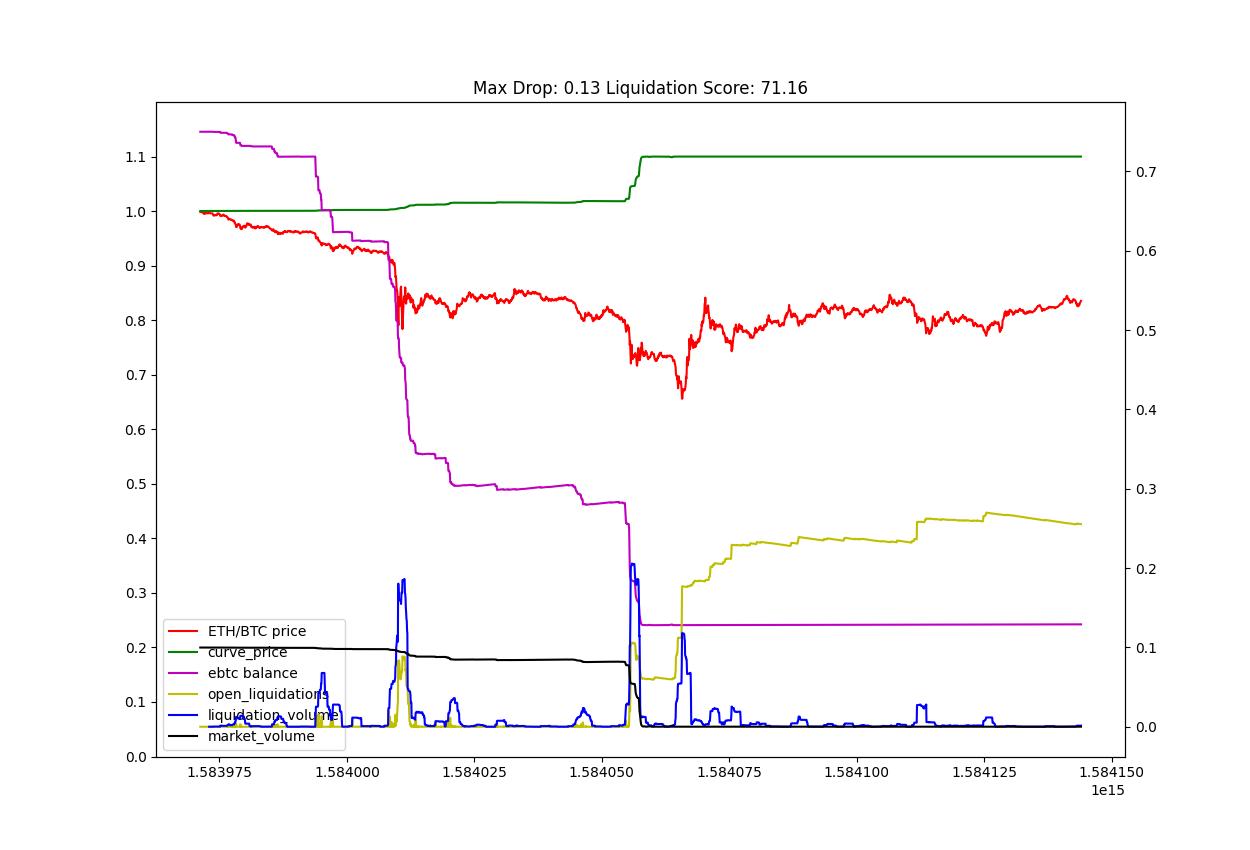 Max Drop: 0.13 Liquidation Score: 71.16
1.1
1.0
0.9
0.8
0.7
0.6
0.5
0.4
0.3
0.2
0.1
0.0
0.7
0.6
0.5
0.4
0.3
0.2
0.1
0.0
ETH/BTC price
curve_price
ebtc balance
open_liquidations
liquidation_volume
market_volume
1.583975 1.584000 1.584025 1.584050 1.584075 1.584100 1.584125 1.584150
1e15